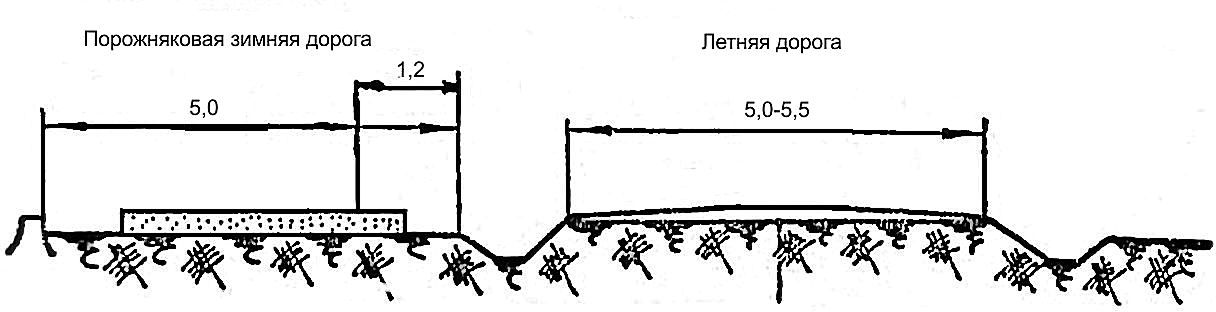 Порожняковая зимняя дорога
Летняя дорога
1,2
5,0
5,0-5,5